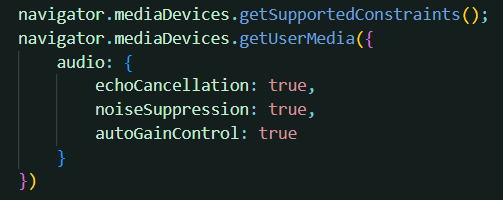 navigator.mediaDevices.getSupportedConstraints();
navigator.mediaDevices.getUserMedia({
    audio: {
        echoCancellation: true,
        noiseSuppression: true,
        autoGainControl: true
    }
})